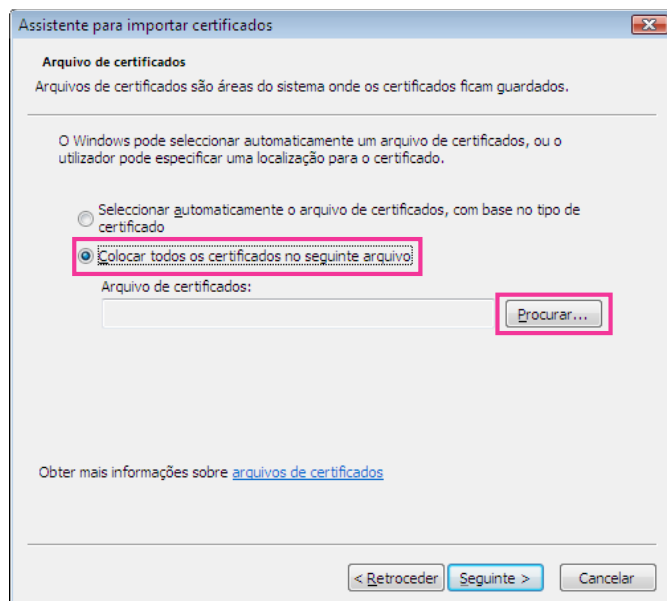 Assistente para importar certificados
Arquivo de certificados
Arquivos de certificados são áreas do sistema onde os certificados ficam guardados.
O Windows pode seleccionar automaticamente um arquivo de certificados, ou o
utilizador pode especificar uma localização para o certificado.
Seleccionar automaticamente o arquivo de certificados, com base no tipo de
certificado
Colocar todos os certificados no seguinte arquivo
Arquivo de certificados:
Procurar...
Obter mais informações sobre arquivos de certificados
< Retroceder Seguinte > Cancelar